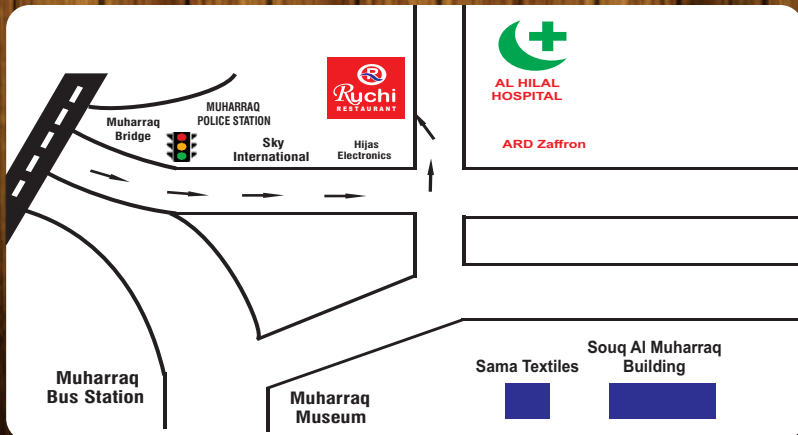 AL HILAL
HOSPITAL
Ruchi
RESTAURANT
MUHARRAQ
POLICE STATION
Muharraq
Bridge
Sky
International
Hijas
Electronics
ARD Zaffron
Souq Al Muharraq
Building
Sama Textiles
Muharraq
Bus Station
Muharraq
Museum